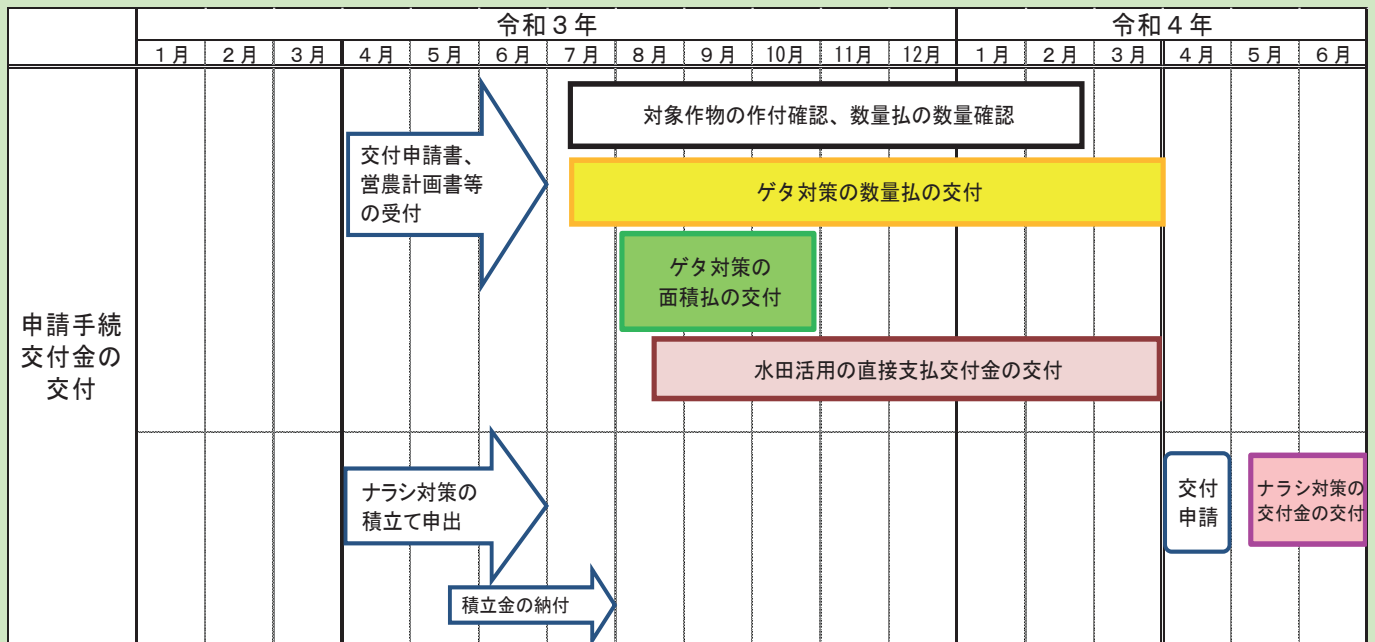 令和３年
令和４年
１月 ２月 ３月 ４月 ５月 ６月 ７月 ８月 ９月 10月 11月 12月 １月 ２月 ３月 ４月 ５月 ６月
申請手続
交付金の
交付
交付申請書、
営農計画書等
の受付
対象作物の作付確認、数量払の数量確認
ゲタ対策の数量払の交付
ゲタ対策の
面積払の交付
水田活用の直接支払交付金の交付
ナラシ対策の
積立て申出
積立金の納付
交付
申請
ナラシ対策の
交付金の交付